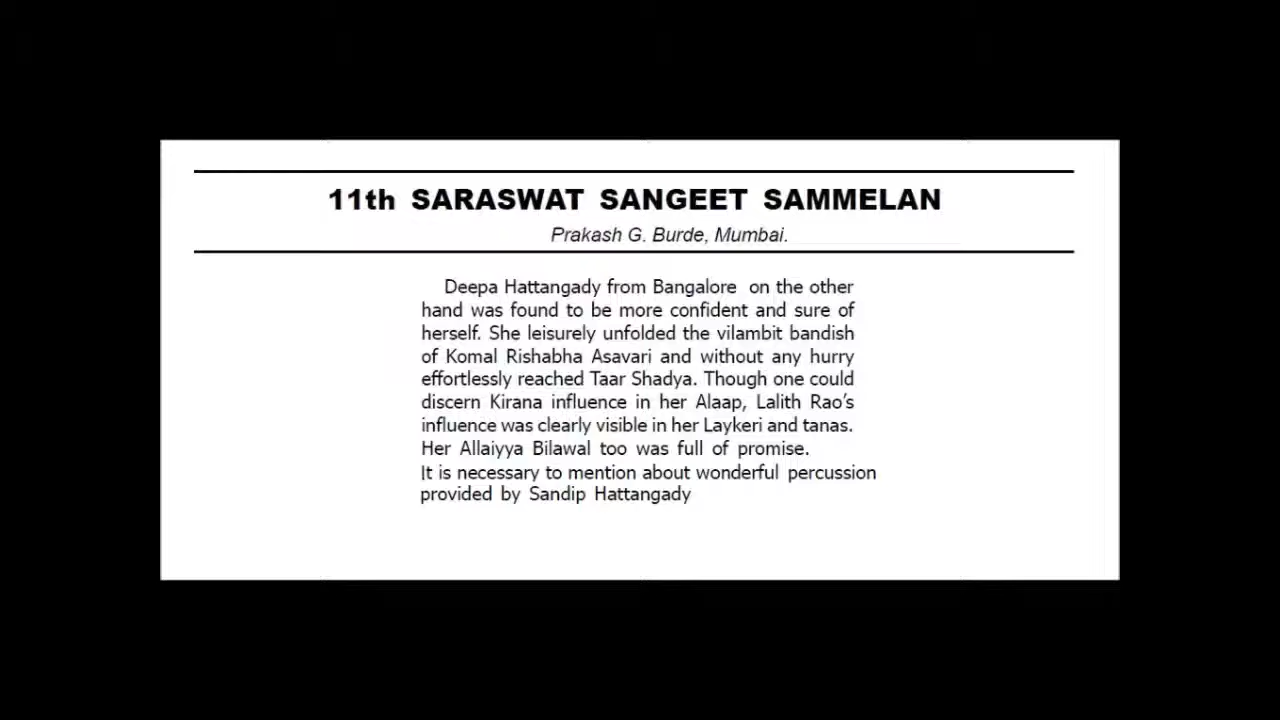 11th SARASWAT SANGEET SAMMELAN
Prakash G. Burde, Mumbai.
Deepa Hattangady from Bangalore on the other
hand was found to be more confident and sure of
herself. She leisurely unfolded the vilambit bandish
of Komal Rishabha Asavari and without any hurry
effortlessly reached Taar Shadya. Though one could
discern Kirana influence in her Alaap, Lalith Rao's
influence was clearly visible in her Laykeri and tanas.
Her Allaiyya Bilawal too was full of promise.
It is necessary to mention about wonderful percussion
provided by Sandip Hattangady